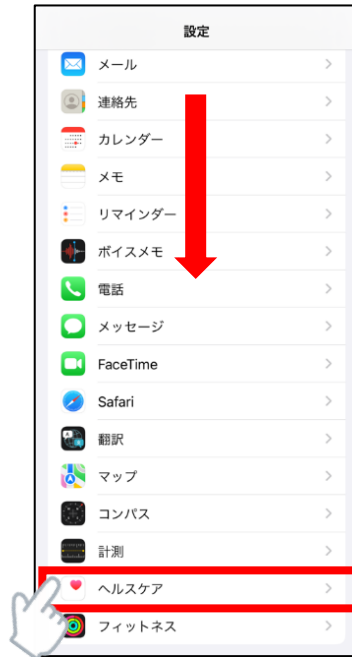 設定
メール
連絡先
カレンダー
メモ
リマインダー
ボイスメモ
電話
メッセージ
FaceTime
Safari
翻訳
マップ
コンパス
計測
ヘルスケア
フィットネス